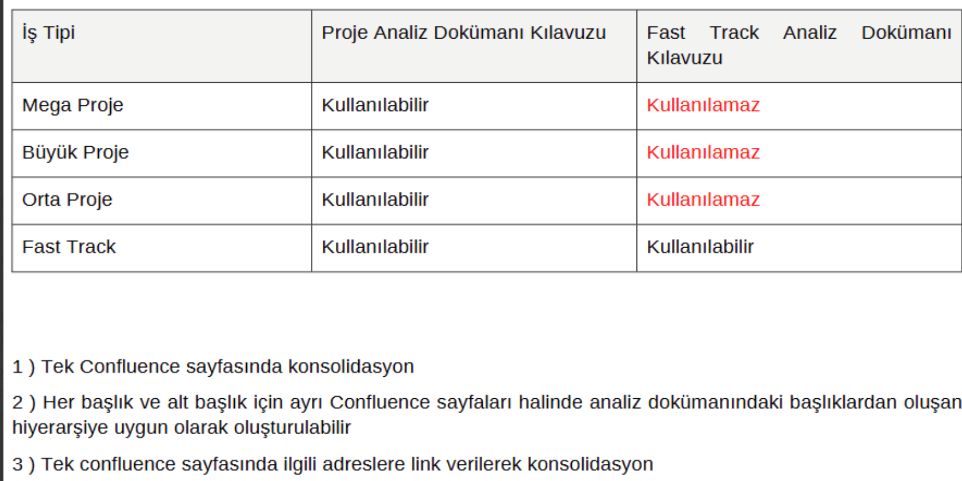 İş Tipi Proje Analiz Dokümanı Kılavuzu Fast Track Analiz Dokümanı
Kılavuzu
Mega Proje Kullanılabilir Kullanılamaz
Büyük Proje Kullanılabilir Kullanılamaz
Orta Proje Kullanılabilir Kullanılamaz
Fast Track Kullanılabilir Kullanılabilir
1 ) Tek Confluence sayfasında konsolidasyon
2 ) Her başlık ve alt başlık için ayrı Confluence sayfaları halinde analiz dokümanındaki başlıklardan oluşan
hiyerarşiye uygun olarak oluşturulabilir
3 ) Tek confluence sayfasında ilgili adreslere link verilerek konsolidasyon